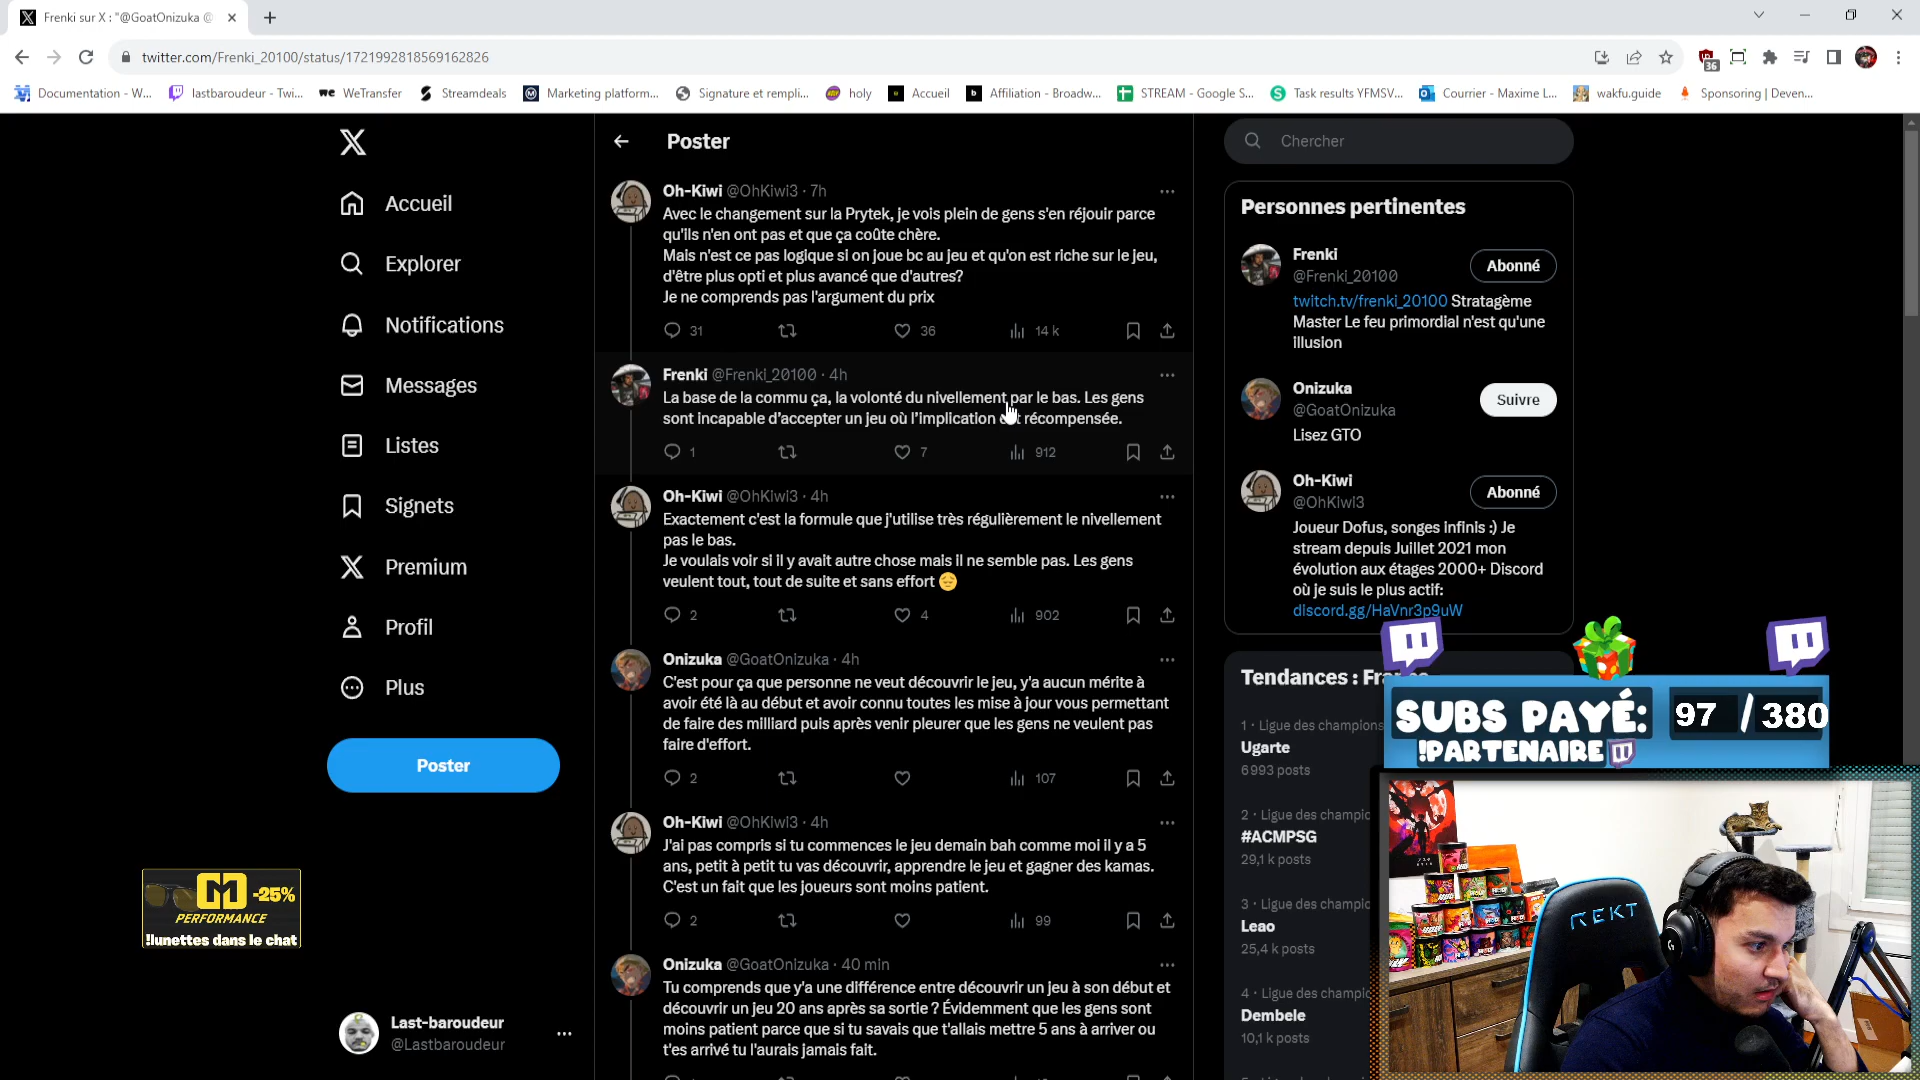 Frenki sur X : "@GoatOnizuka @
twitter.com/Frenki_20100/status/1721992818569162826
36
Documentation - W...
lastbaroudeur - Twi...
WeTransfer
Streamdeals
Marketing platform...
Signature et rempli...
holy
Accueil
Affiliation - Broadw...
STREAM - Google S...
Task results YFMSV...
Courrier - Maxime L...
wakfu.guide
Sponsoring | Deven...
Accueil
Explorer
Notifications
Messages
Listes
Signets
Premium
Profil
Plus
Poster
-25%
PERFORMANCE
!lunettes dans le chat
Last-baroudeur
@Lastbaroudeur
Poster
Oh-Kiwi @OhKiwi3 · 7h
Avec le changement sur la Prytek, je vois plein de gens s'en réjouir parce
qu'ils n'en ont pas et que ça coûte chère.
Mais n'est ce pas logique si on joue bc au jeu et qu'on est riche sur le jeu,
d'être plus opti et plus avancé que d'autres?
Je ne comprends pas l'argument du prix
31 36 14 k
Frenki @Frenki_20100 · 4h
La base de la commu ça, la volonté du nivellement par le bas. Les gens
sont incapable d'accepter un jeu où l'implication est récompensée.
1 7 912
Oh-Kiwi @OhKiwi3 · 4h
Exactement c'est la formule que j'utilise très régulièrement le nivellement
pas le bas.
Je voulais voir si il y avait autre chose mais il ne semble pas. Les gens
veulent tout, tout de suite et sans effort 😔
2 4 902
Onizuka @GoatOnizuka · 4h
C'est pour ça que personne ne veut découvrir le jeu, y'a aucun mérite à
avoir été là au début et avoir connu toutes les mise à jour vous permettant
de faire des milliard puis après venir pleurer que les gens ne veulent pas
faire d'effort.
2 107
Oh-Kiwi @OhKiwi3 · 4h
J'ai pas compris si tu commences le jeu demain bah comme moi il y a 5
ans, petit à petit tu vas découvrir, apprendre le jeu et gagner des kamas.
C'est un fait que les joueurs sont moins patient.
2 99
Onizuka @GoatOnizuka · 40 min
Tu comprends que y'a une différence entre découvrir un jeu à son début et
découvrir un jeu 20 ans après sa sortie ? Évidemment que les gens sont
moins patient parce que si tu savais que t'allais mettre 5 ans à arriver ou
t'es arrivé tu l'aurais jamais fait.
Chercher
Personnes pertinentes
Frenki
@Frenki_20100
Abonné
twitch.tv/frenki_20100 Stratagème
Master Le feu primordial n'est qu'une
illusion
Onizuka
@GoatOnizuka
Suivre
Lisez GTO
Oh-Kiwi
@OhKiwi3
Abonné
Joueur Dofus, songes infinis :) Je
stream depuis Juillet 2021 mon
évolution aux étages 2000+ Discord
où je suis le plus actif:
discord.gg/HaVnr3p9uW
Tendances : Fra
SUBS PAYÉ: 97 / 380
!PARTENAIRE
1 · Ligue des champions
Ugarte
6 993 posts
2 · Ligue des champio
#ACMPSG
29,1 k posts
3 · Ligue des champio
Leao
25,4 k posts
4 · Ligue des champio
Dembele
10,1 k posts
REKT